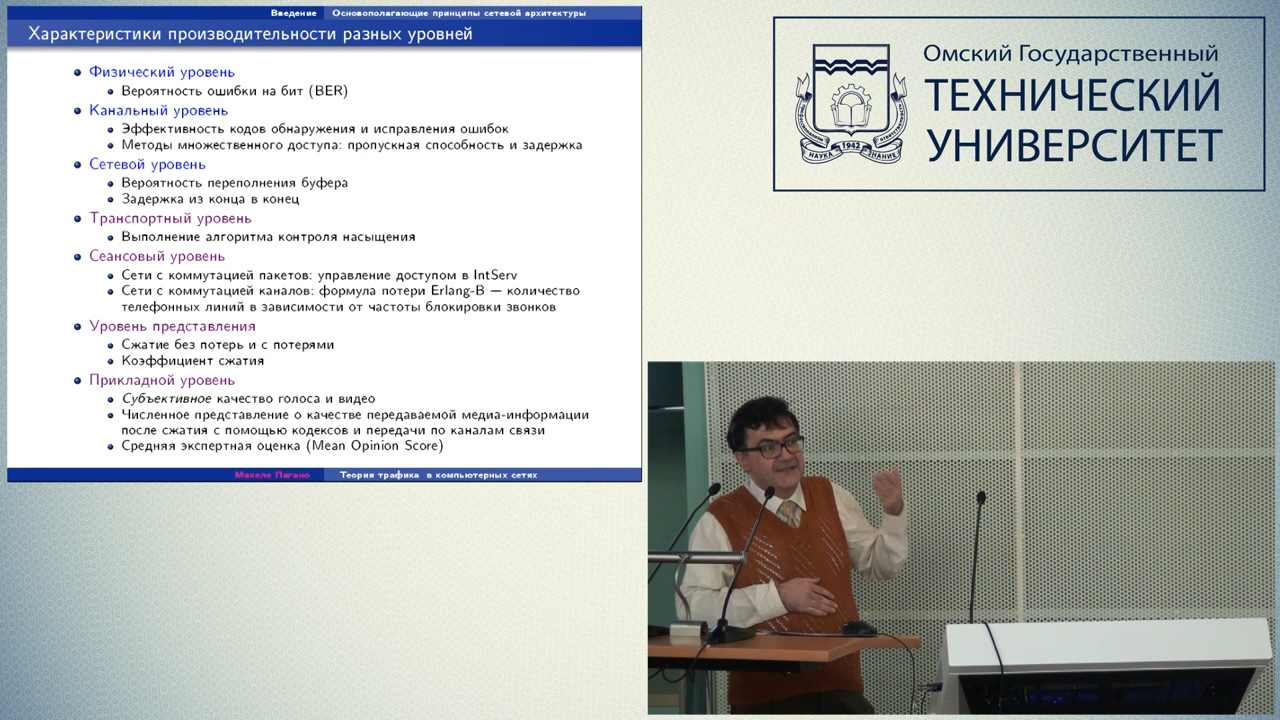 Введение Основополагающие принципы сетевой архитектуры
Характеристики производительности разных уровней
Физический уровень
Вероятность ошибки на бит (BER)
Канальный уровень
Эффективность кодов обнаружения и исправления ошибок
Методы множественного доступа: пропускная способность и задержка
Сетевой уровень
Вероятность переполнения буфера
Задержка из конца в конец
Транспортный уровень
Выполнение алгоритма контроля насыщения
Сеансовый уровень
Сети с коммутацией пакетов: управление доступом в IntServ
Сети с коммутацией каналов: формула потери Erlang-B — количество
телефонных линий в зависимости от частоты блокировки звонков
Уровень представления
Сжатие без потерь и с потерями
Коэффициент сжатия
Прикладной уровень
Субъективное качество голоса и видео
Численное представление о качестве передаваемой медиа-информации
после сжатия с помощью кодексов и передачи по каналам связи
Средняя экспертная оценка (Mean Opinion Score)
Микеле Пагано Теория трафика в компьютерных сетях
Омский Государственный
ТЕХНИЧЕСКИЙ
УНИВЕРСИТЕТ
НАУКА 1942 ЗНАНИЕ